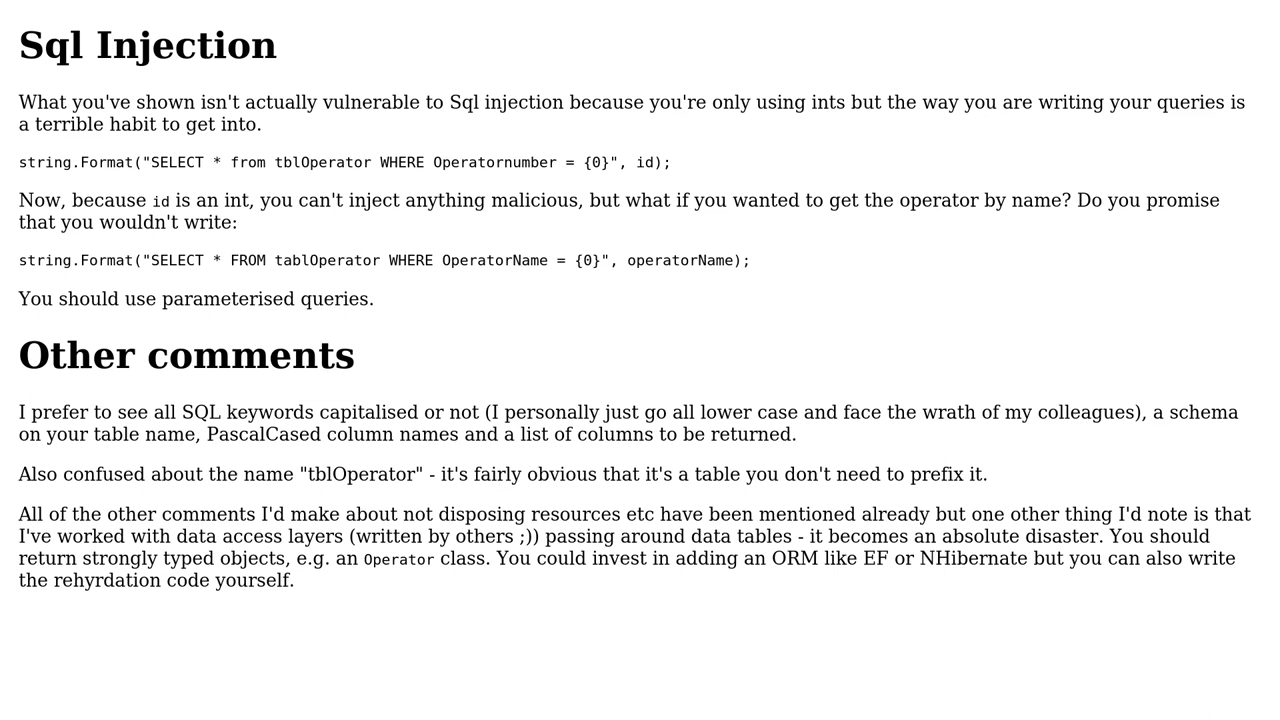 Sql Injection
What you've shown isn't actually vulnerable to Sql injection because you're only using ints but the way you are writing your queries is
a terrible habit to get into.
string.Format("SELECT * from tblOperator WHERE Operatornumber = {0}", id);
Now, because id is an int, you can't inject anything malicious, but what if you wanted to get the operator by name? Do you promise
that you wouldn't write:
string.Format("SELECT * FROM tablOperator WHERE OperatorName = {0}", operatorName);
You should use parameterised queries.
Other comments
I prefer to see all SQL keywords capitalised or not (I personally just go all lower case and face the wrath of my colleagues), a schema
on your table name, PascalCased column names and a list of columns to be returned.
Also confused about the name "tblOperator" - it's fairly obvious that it's a table you don't need to prefix it.
All of the other comments I'd make about not disposing resources etc have been mentioned already but one other thing I'd note is that
I've worked with data access layers (written by others ;)) passing around data tables - it becomes an absolute disaster. You should
return strongly typed objects, e.g. an Operator class. You could invest in adding an ORM like EF or NHibernate but you can also write
the rehyrdation code yourself.